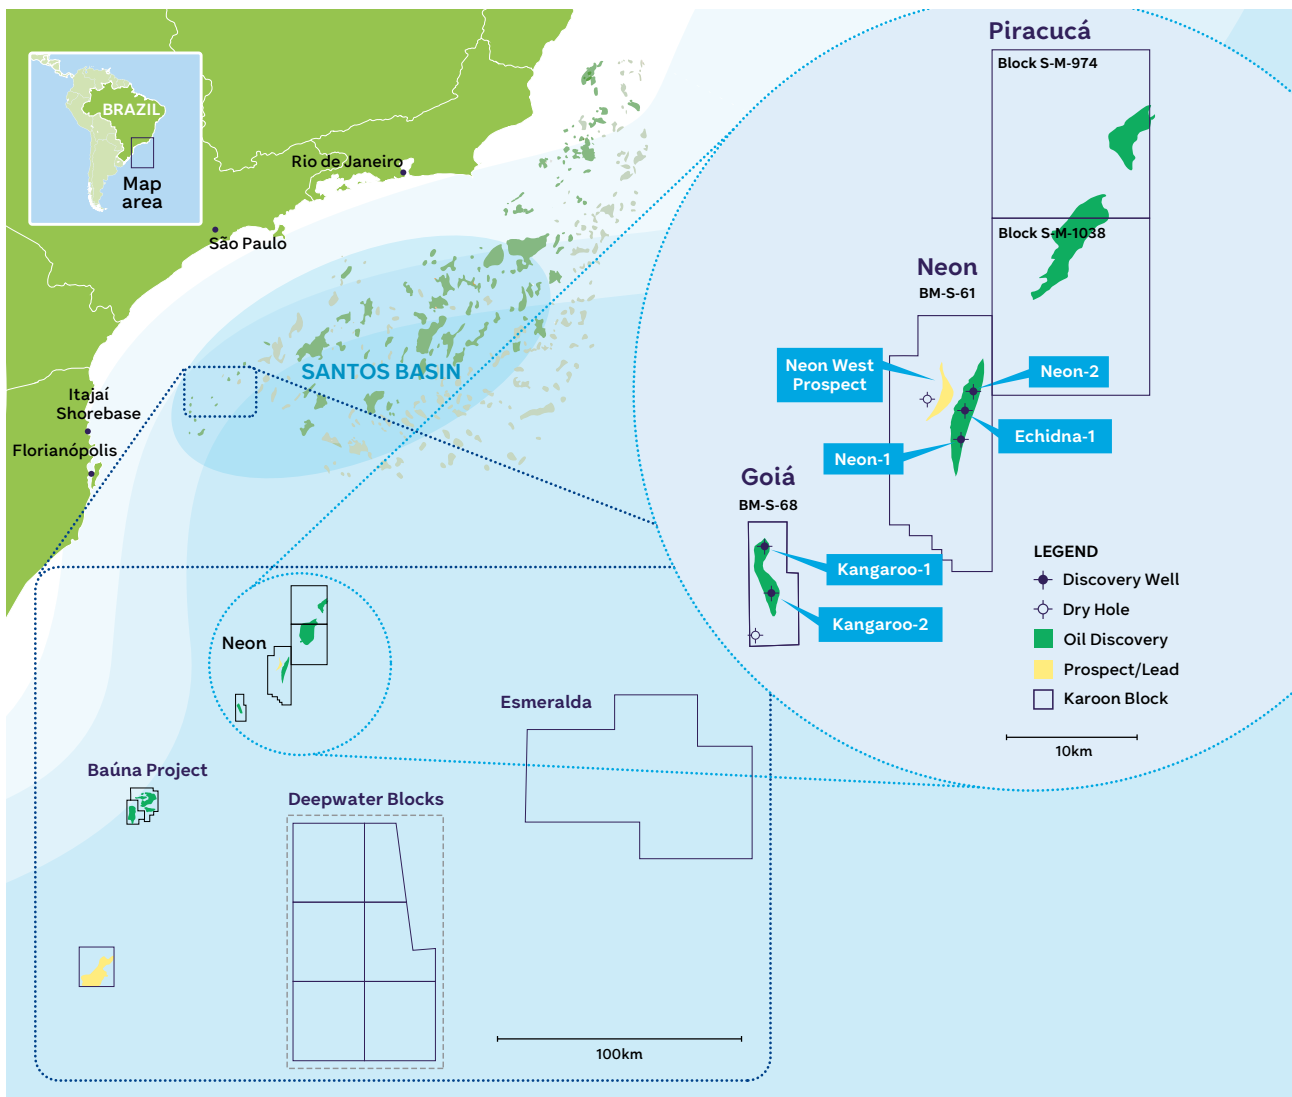 BRAZIL
Map
area
Rio de Janeiro
São Paulo
SANTOS BASIN
Itajaí
Shorebase
Florianópolis
Piracucá
Block S-M-974
Block S-M-1038
Neon
BM-S-61
Neon West
Prospect
Neon-2
Echidna-1
Neon-1
Goiá
BM-S-68
Kangaroo-1
Kangaroo-2
LEGEND
Discovery Well
Dry Hole
Oil Discovery
Prospect/Lead
Karoon Block
10km
Neon
Esmeralda
Baúna Project
Deepwater Blocks
100km